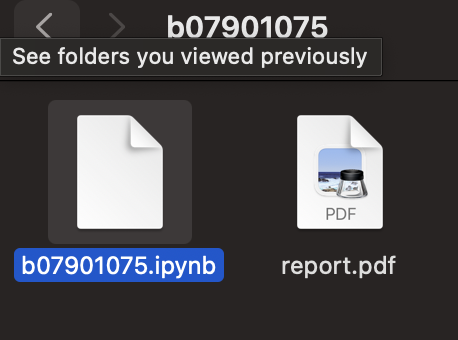 b07901075
See folders you viewed previously
PDF
b07901075.ipynb
report.pdf